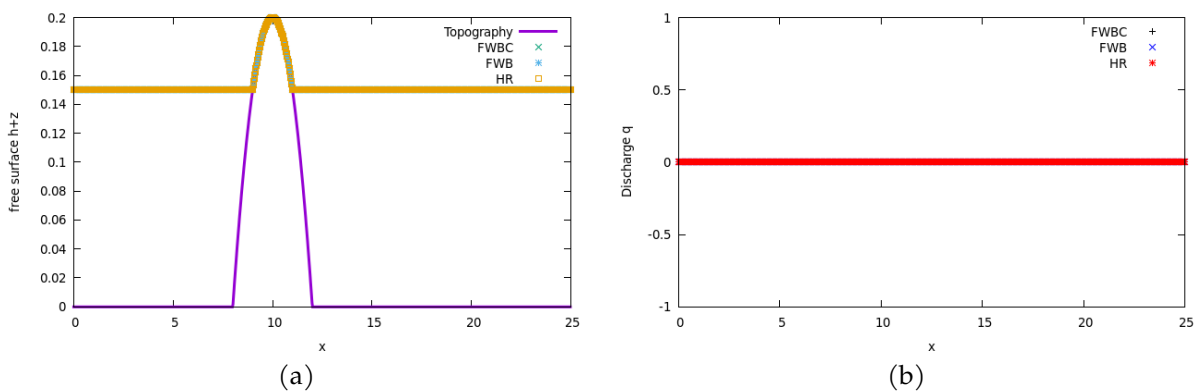 0.2
0.18
0.16
0.14
0.12
0.1
0.08
0.06
0.04
0.02
0
free surface h+z
Topography
FWBC
FWB
HR
0 5 10 15 20 25
x
(a)
1
0.5
0
-0.5
-1
Discharge q
FWBC
FWB
HR
0 5 10 15 20 25
x
(b)